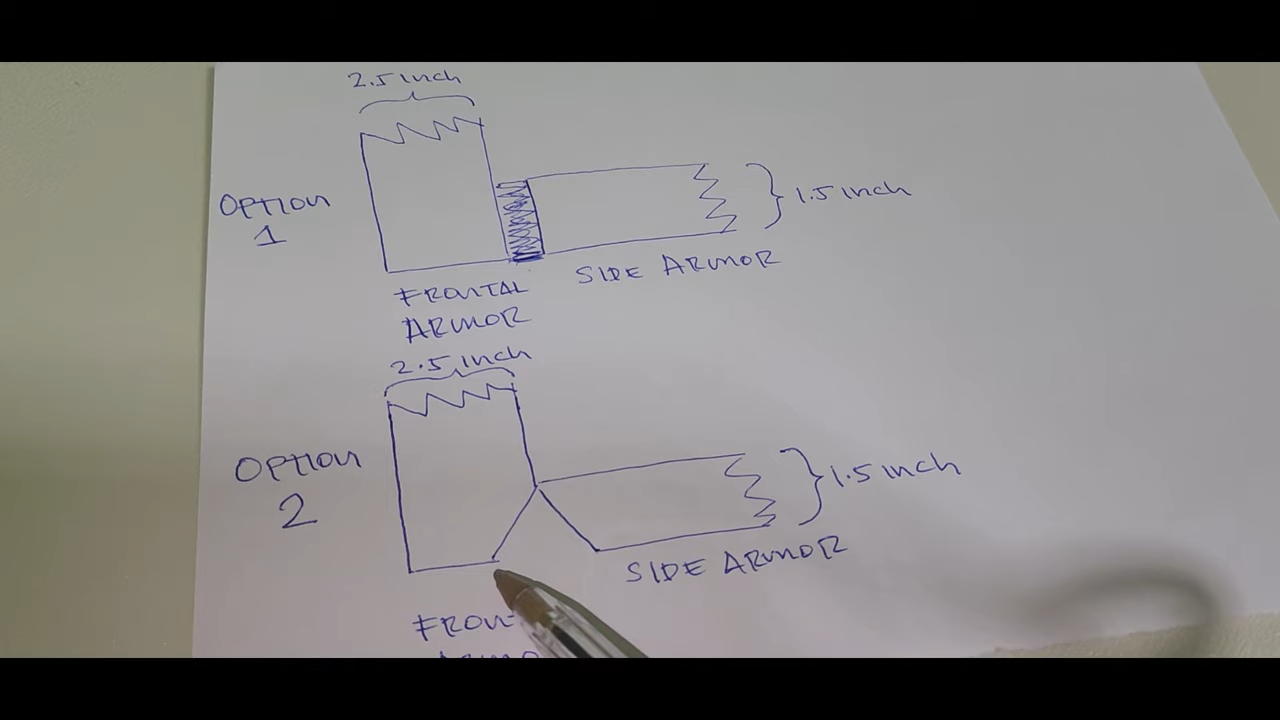 2.5 inch
OPTION
1
1.5 inch
SIDE ARMOR
FRONTAL
ARMOR
2.5 inch
OPTION
2
1.5 inch
SIDE ARMOR